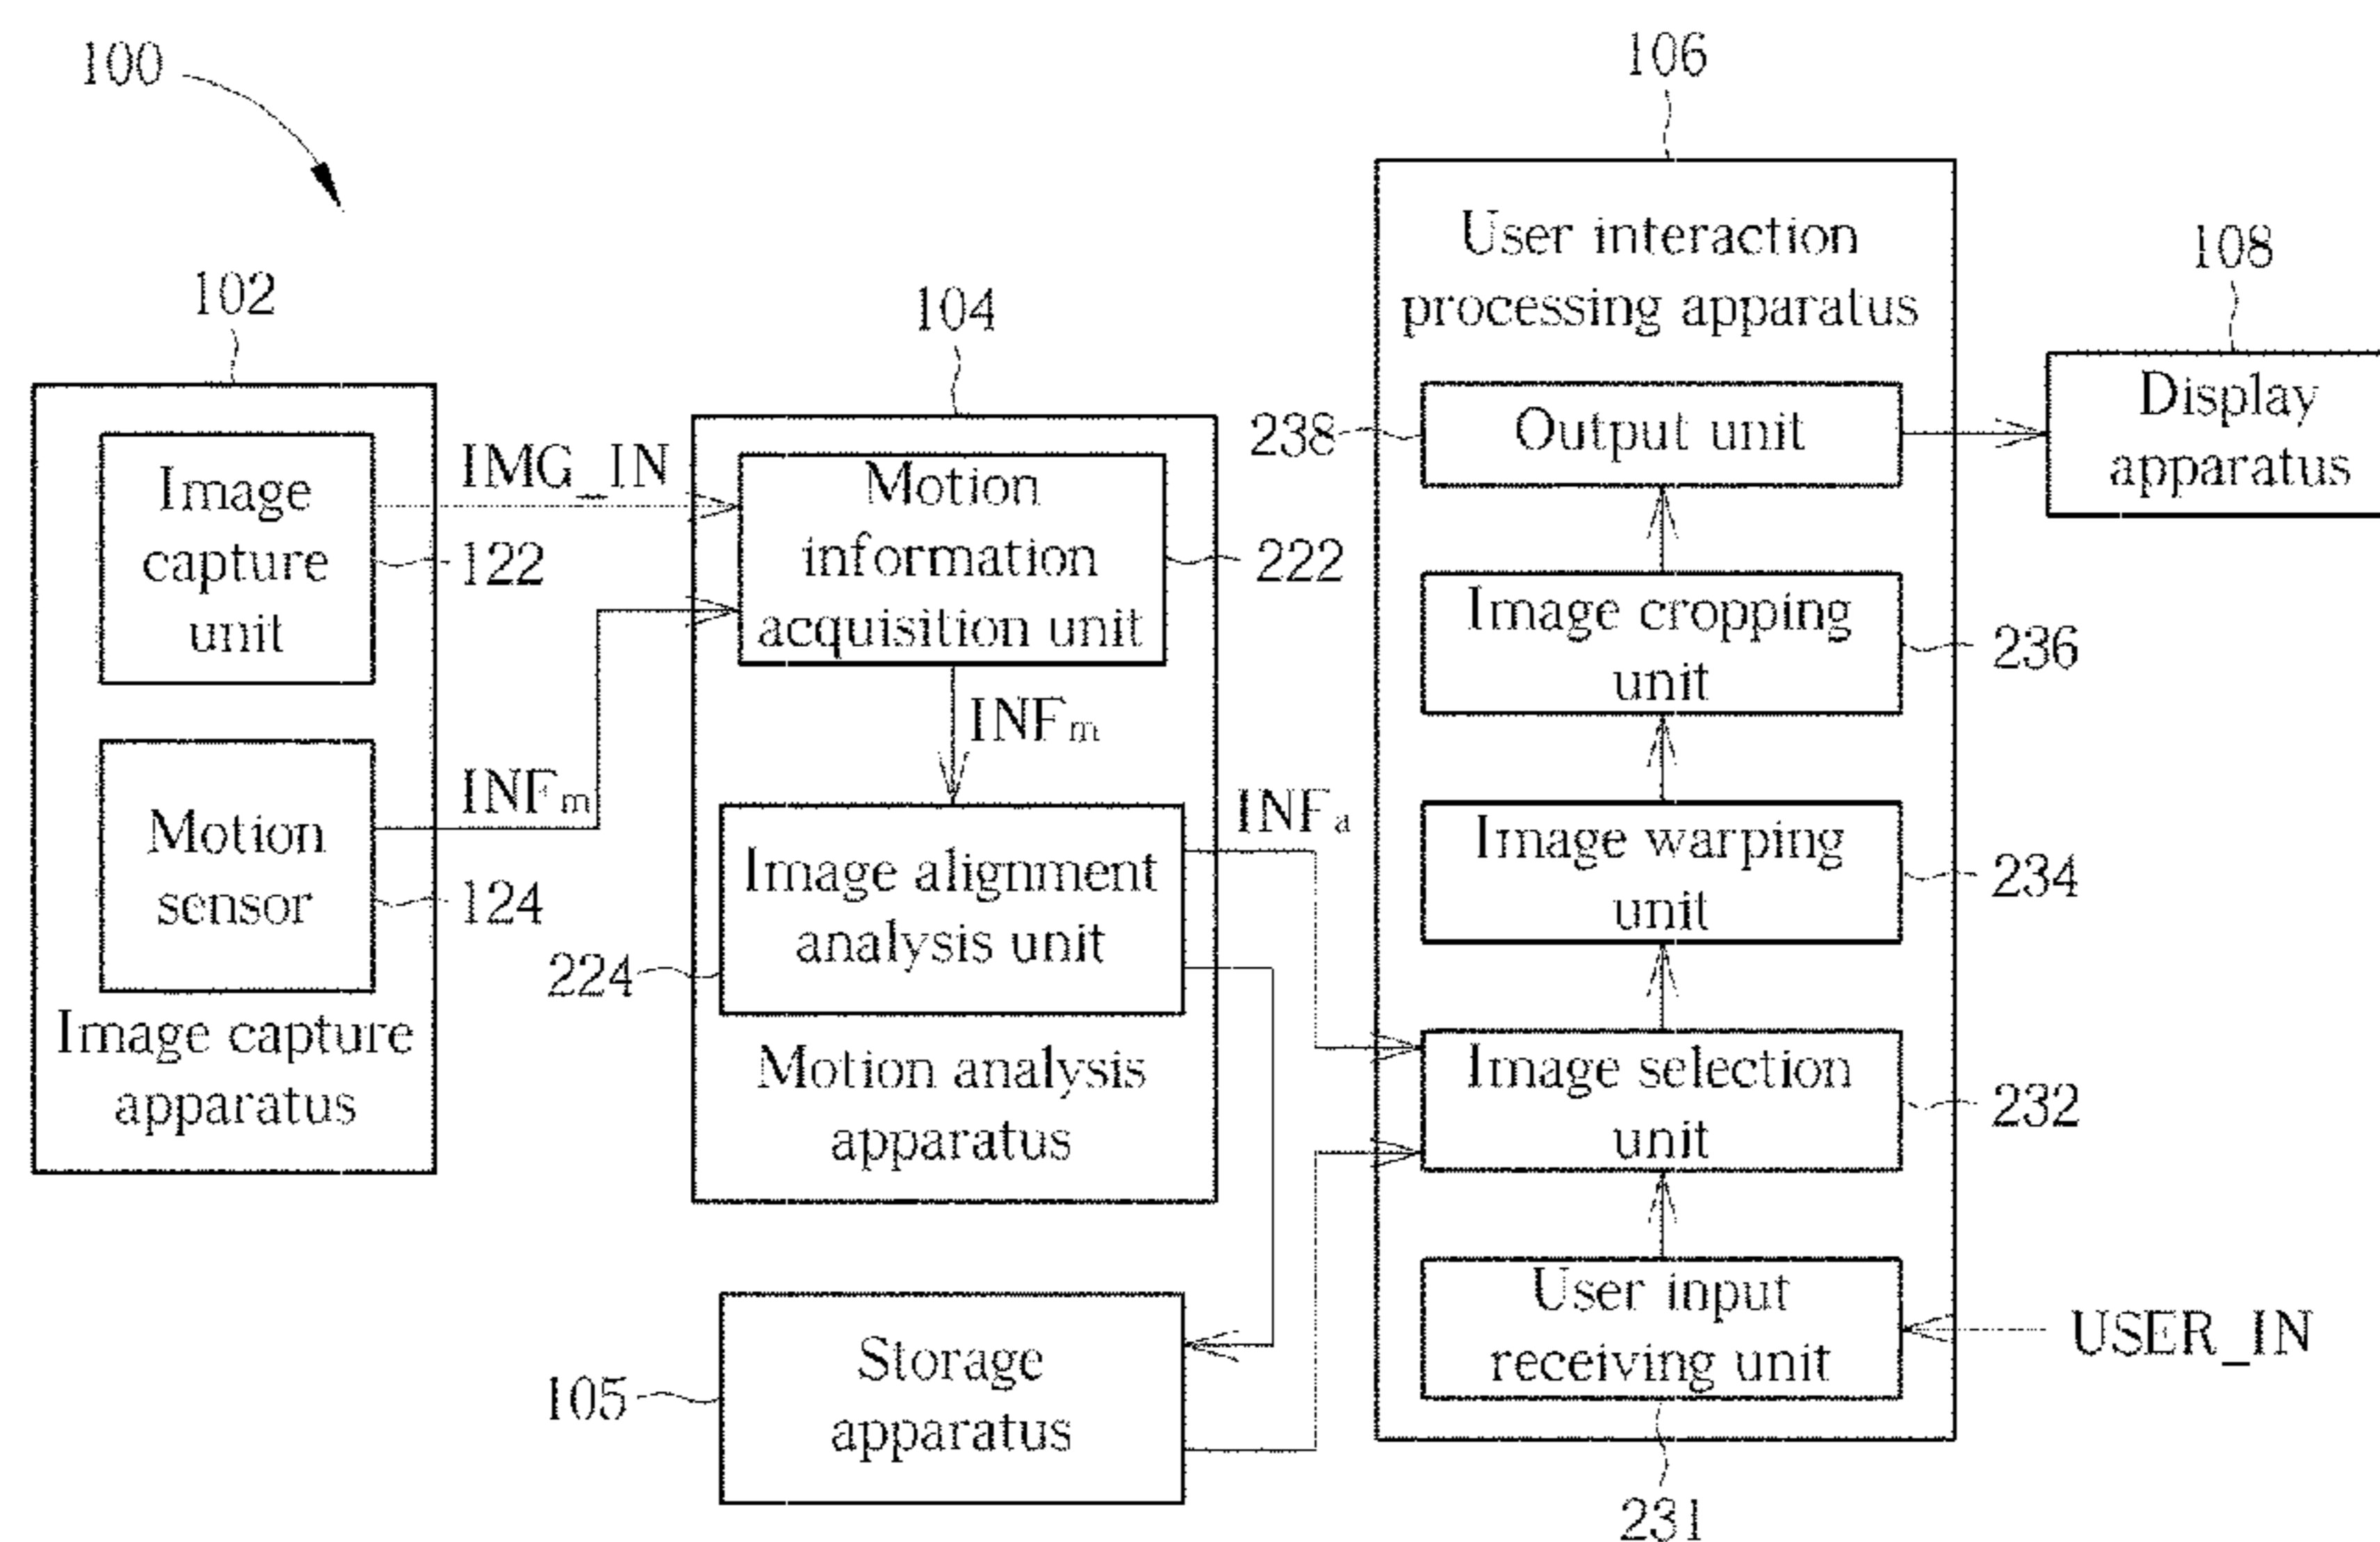 100
102
Image
capture
unit
122
Motion
sensor
124
Image capture
apparatus
IMG_IN
INFm
104
Motion
information
acquisition unit
222
INFm
Image alignment
analysis unit
224
Motion analysis
apparatus
INFa
Storage
apparatus
105
106
User interaction
processing apparatus
Output unit
238
Image cropping
unit
236
Image warping
unit
234
Image selection
unit
232
User input
receiving unit
231
USER_IN
108
Display
apparatus